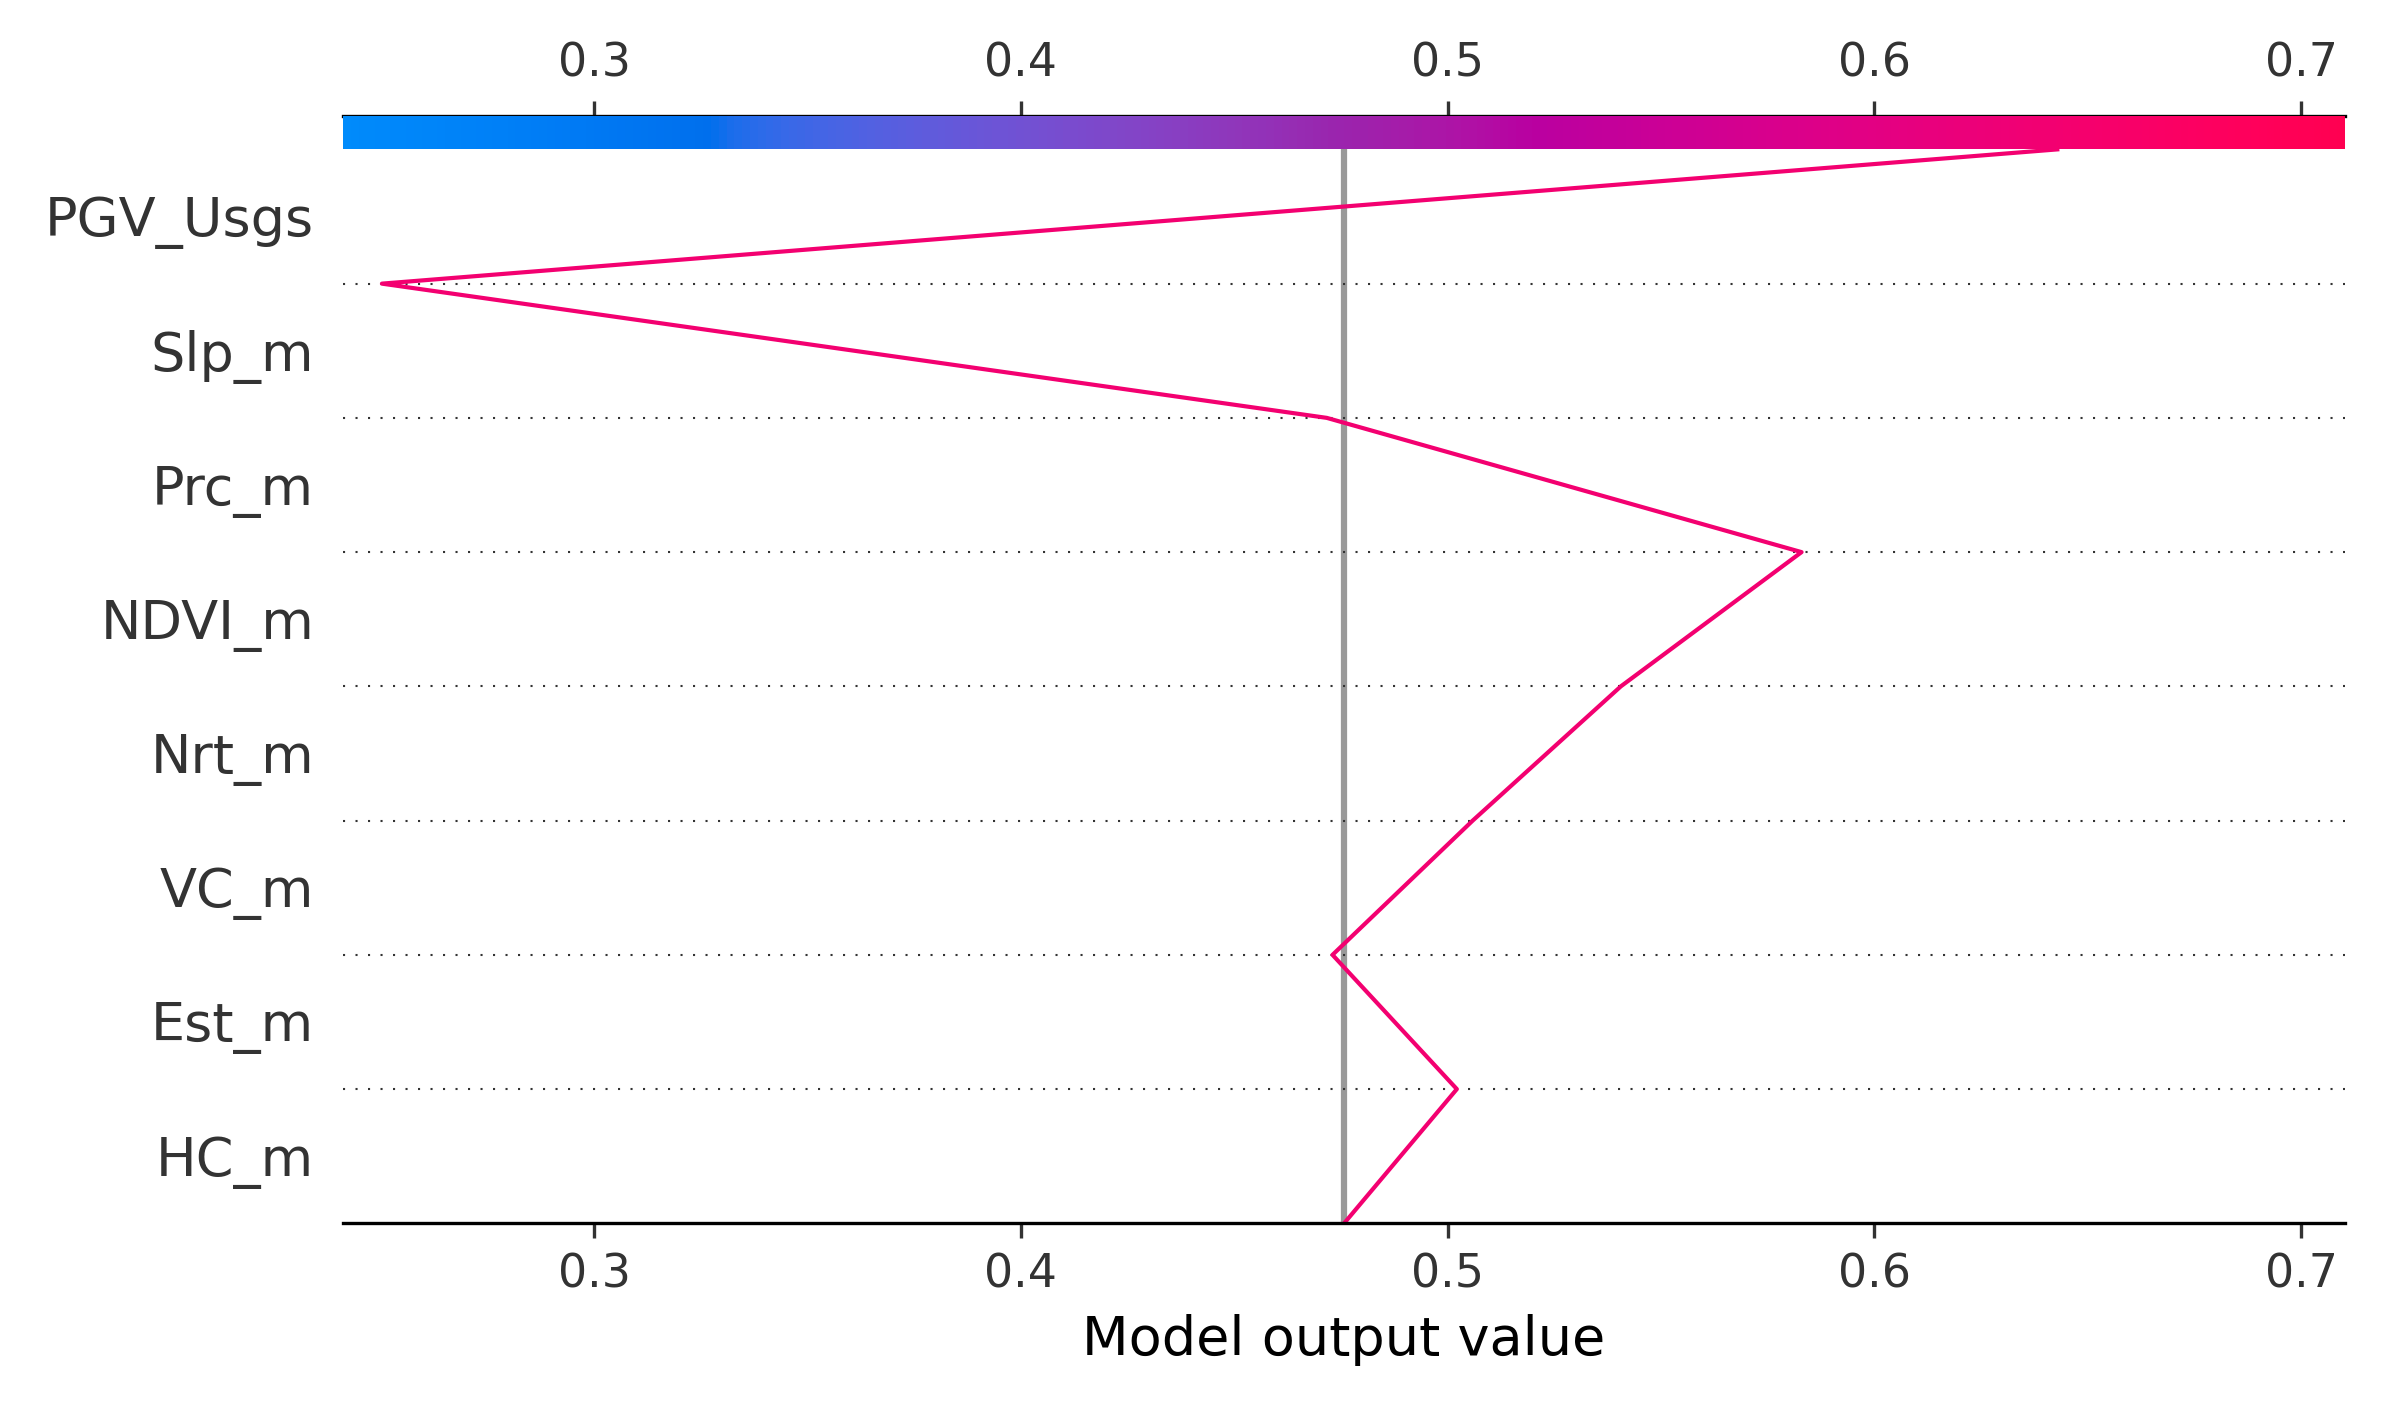 0.3 0.4 0.5 0.6 0.7
PGV_Usgs
Slp_m
Prc_m
NDVI_m
Nrt_m
VC_m
Est_m
HC_m
0.3 0.4 0.5 0.6 0.7
Model output value